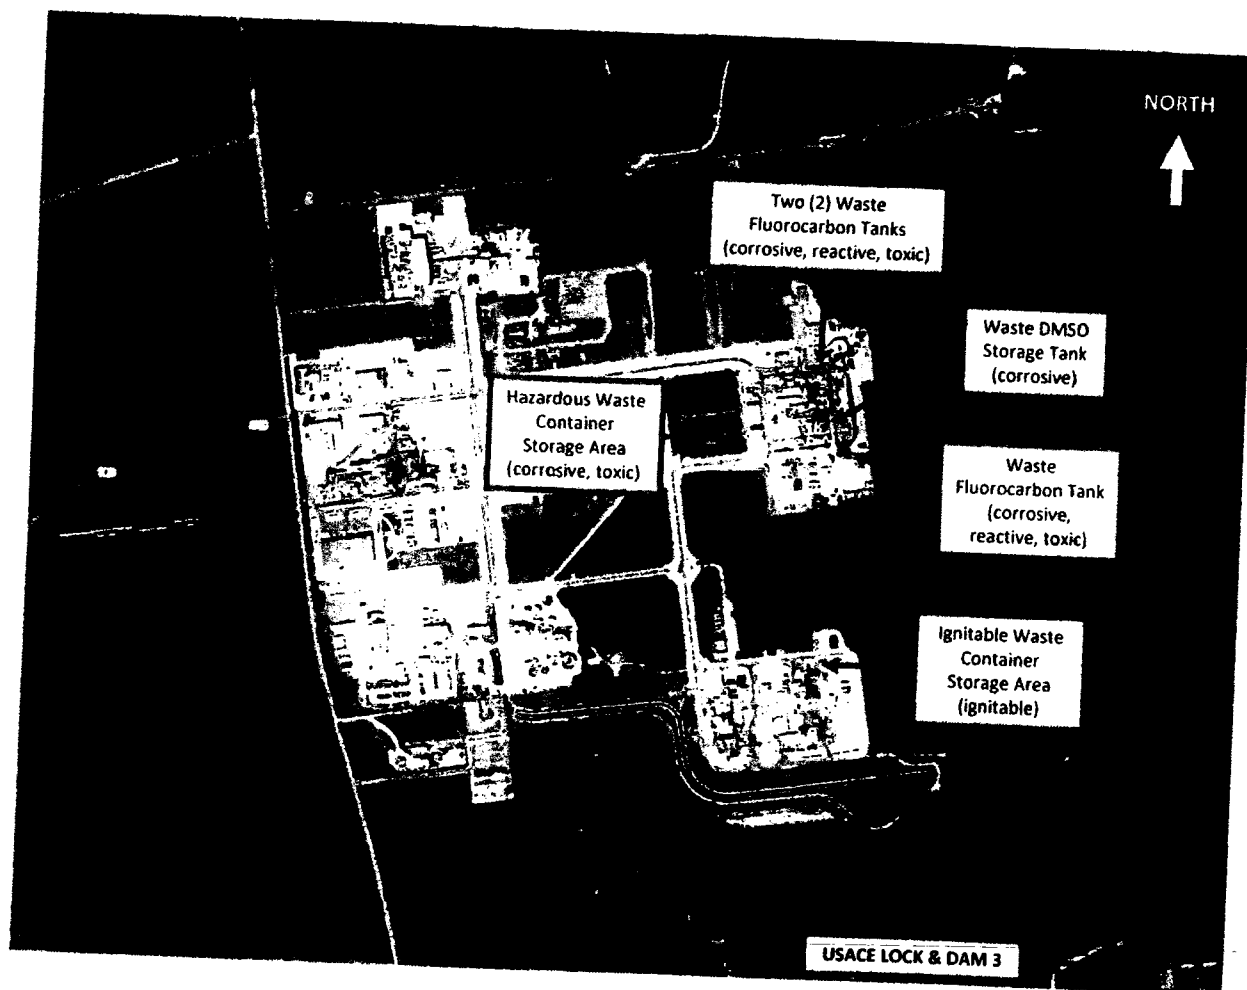 NORTH
Two (2) Waste
Fluorocarbon Tanks
(corrosive, reactive, toxic)
Waste DMSO
Storage Tank
(corrosive)
Hazardous Waste
Container
Storage Area
(corrosive, toxic)
Waste
Fluorocarbon Tank
(corrosive,
reactive, toxic)
Ignitable Waste
Container
Storage Area
(ignitable)
USACE LOCK & DAM 3